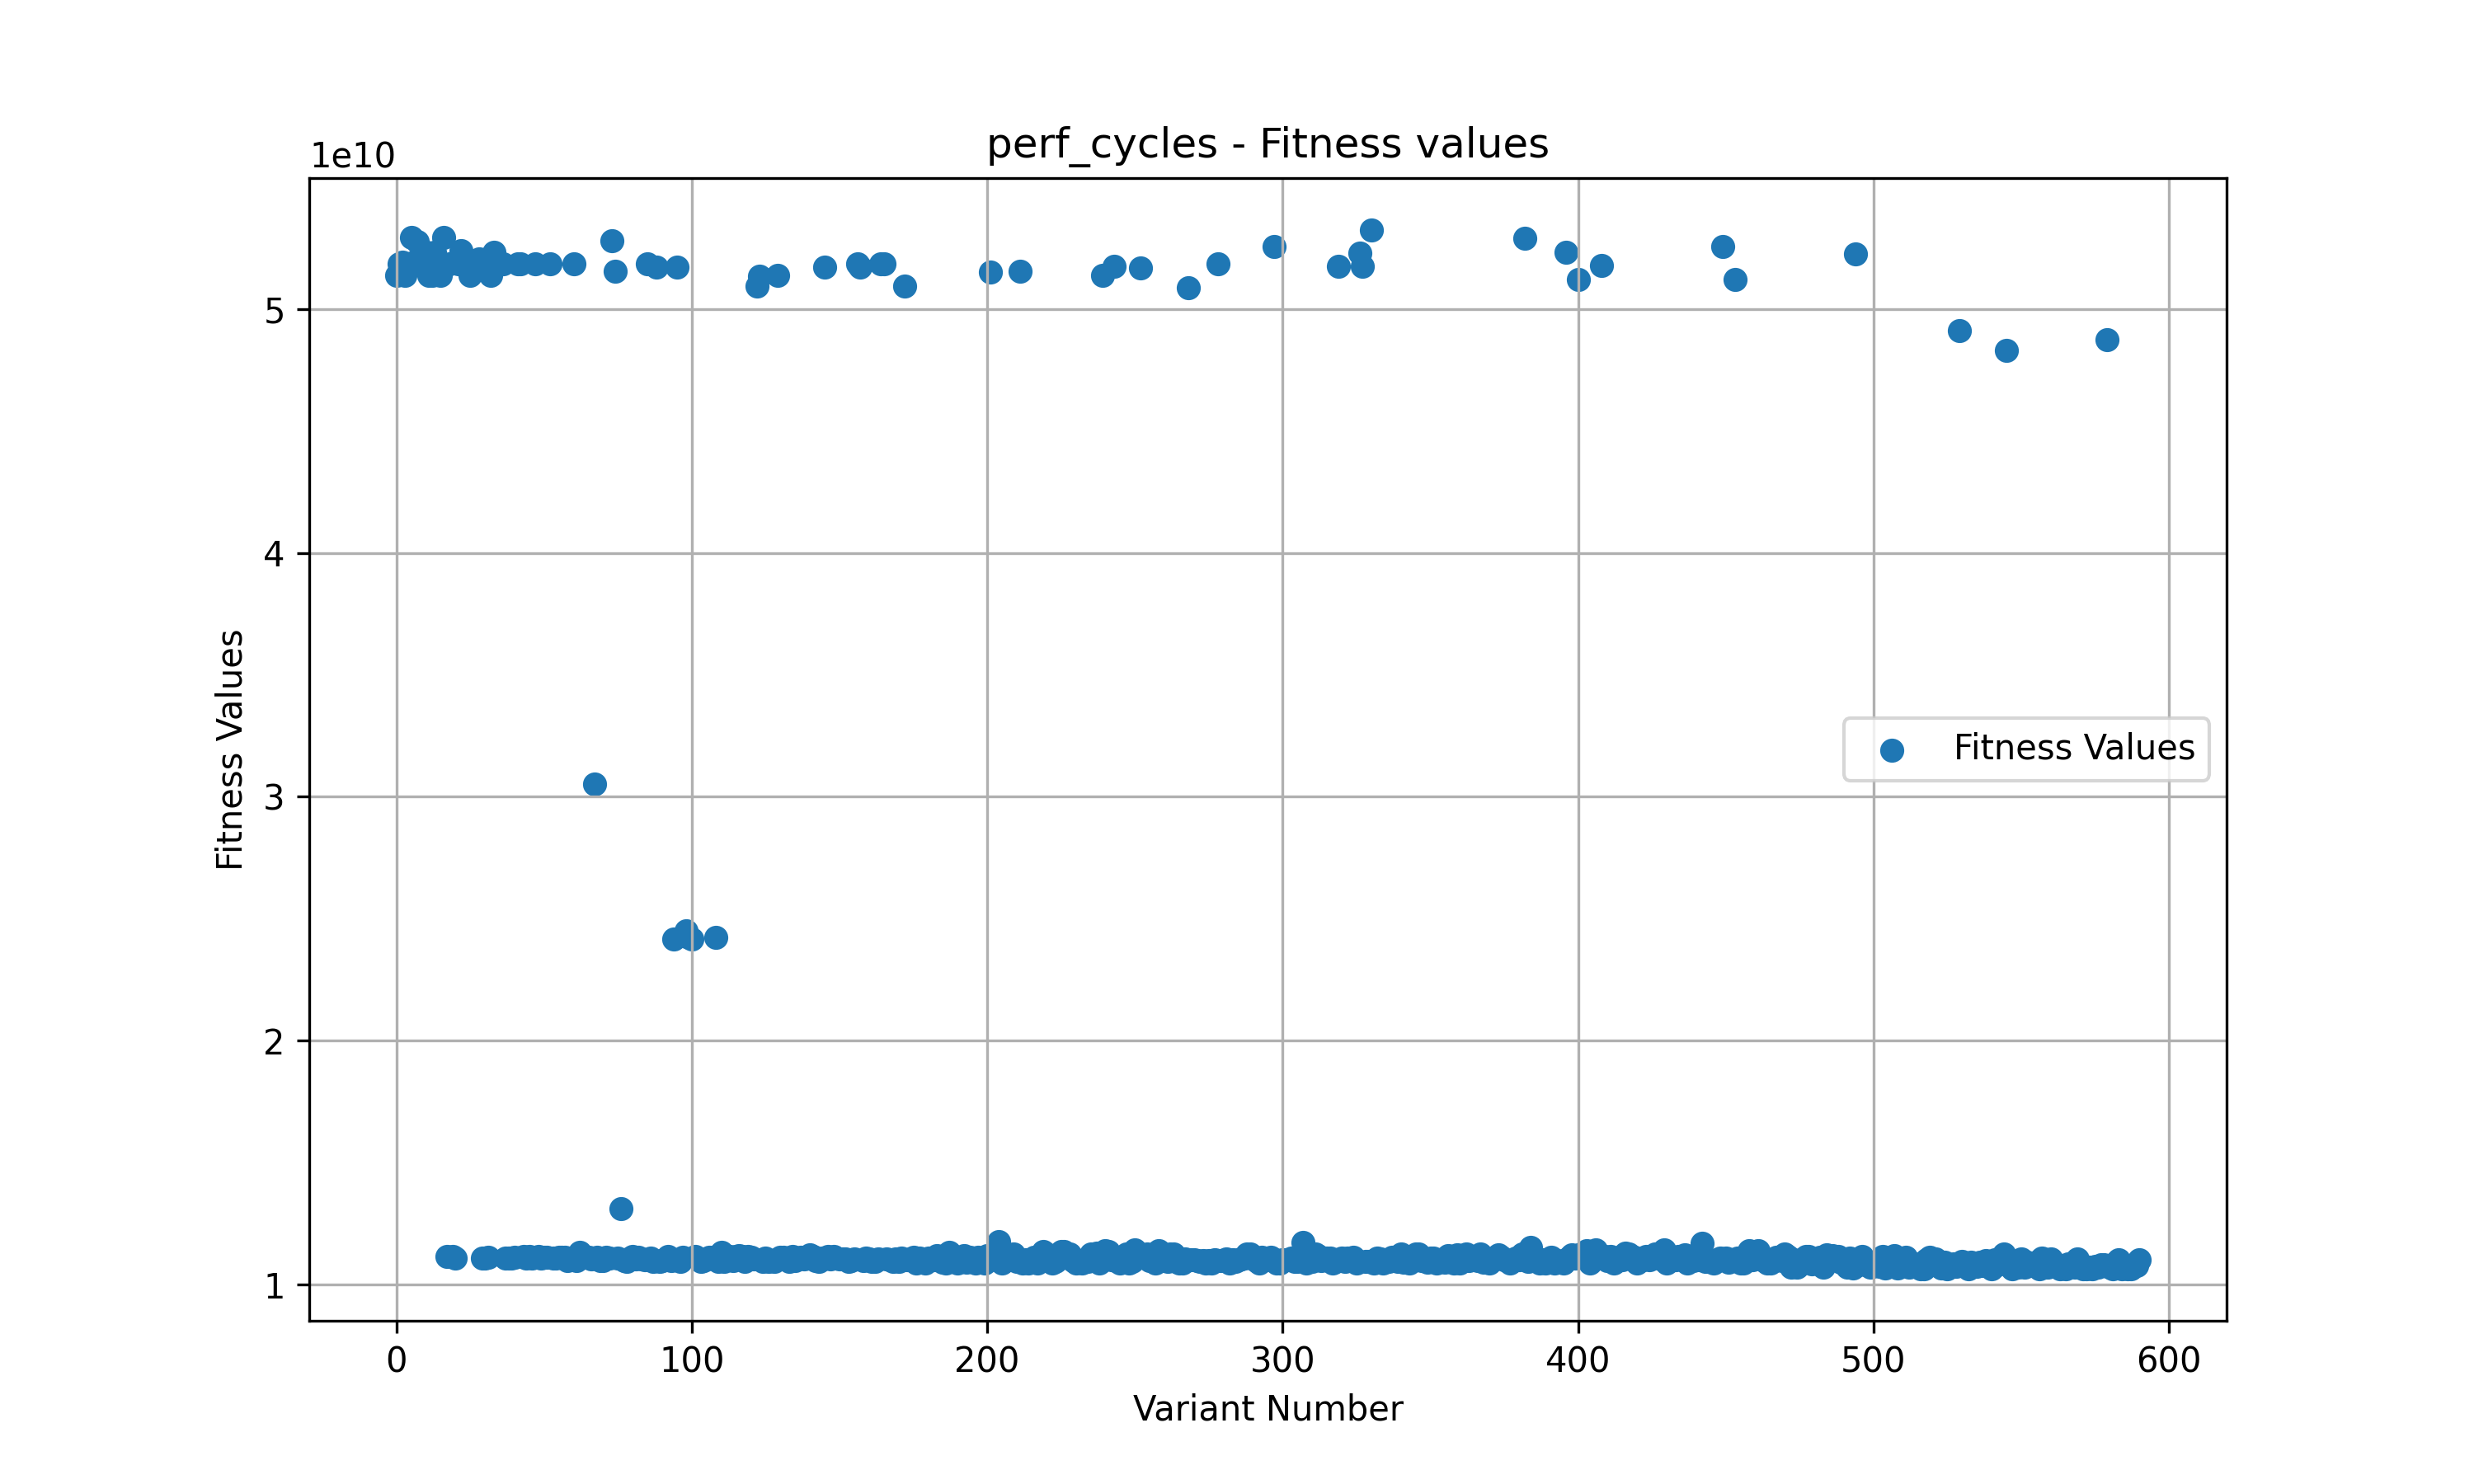 perf_cycles - Fitness values
1e10
5
4
3
2
1
Fitness Values
Fitness Values
0 100 200 300 400 500 600
Variant Number